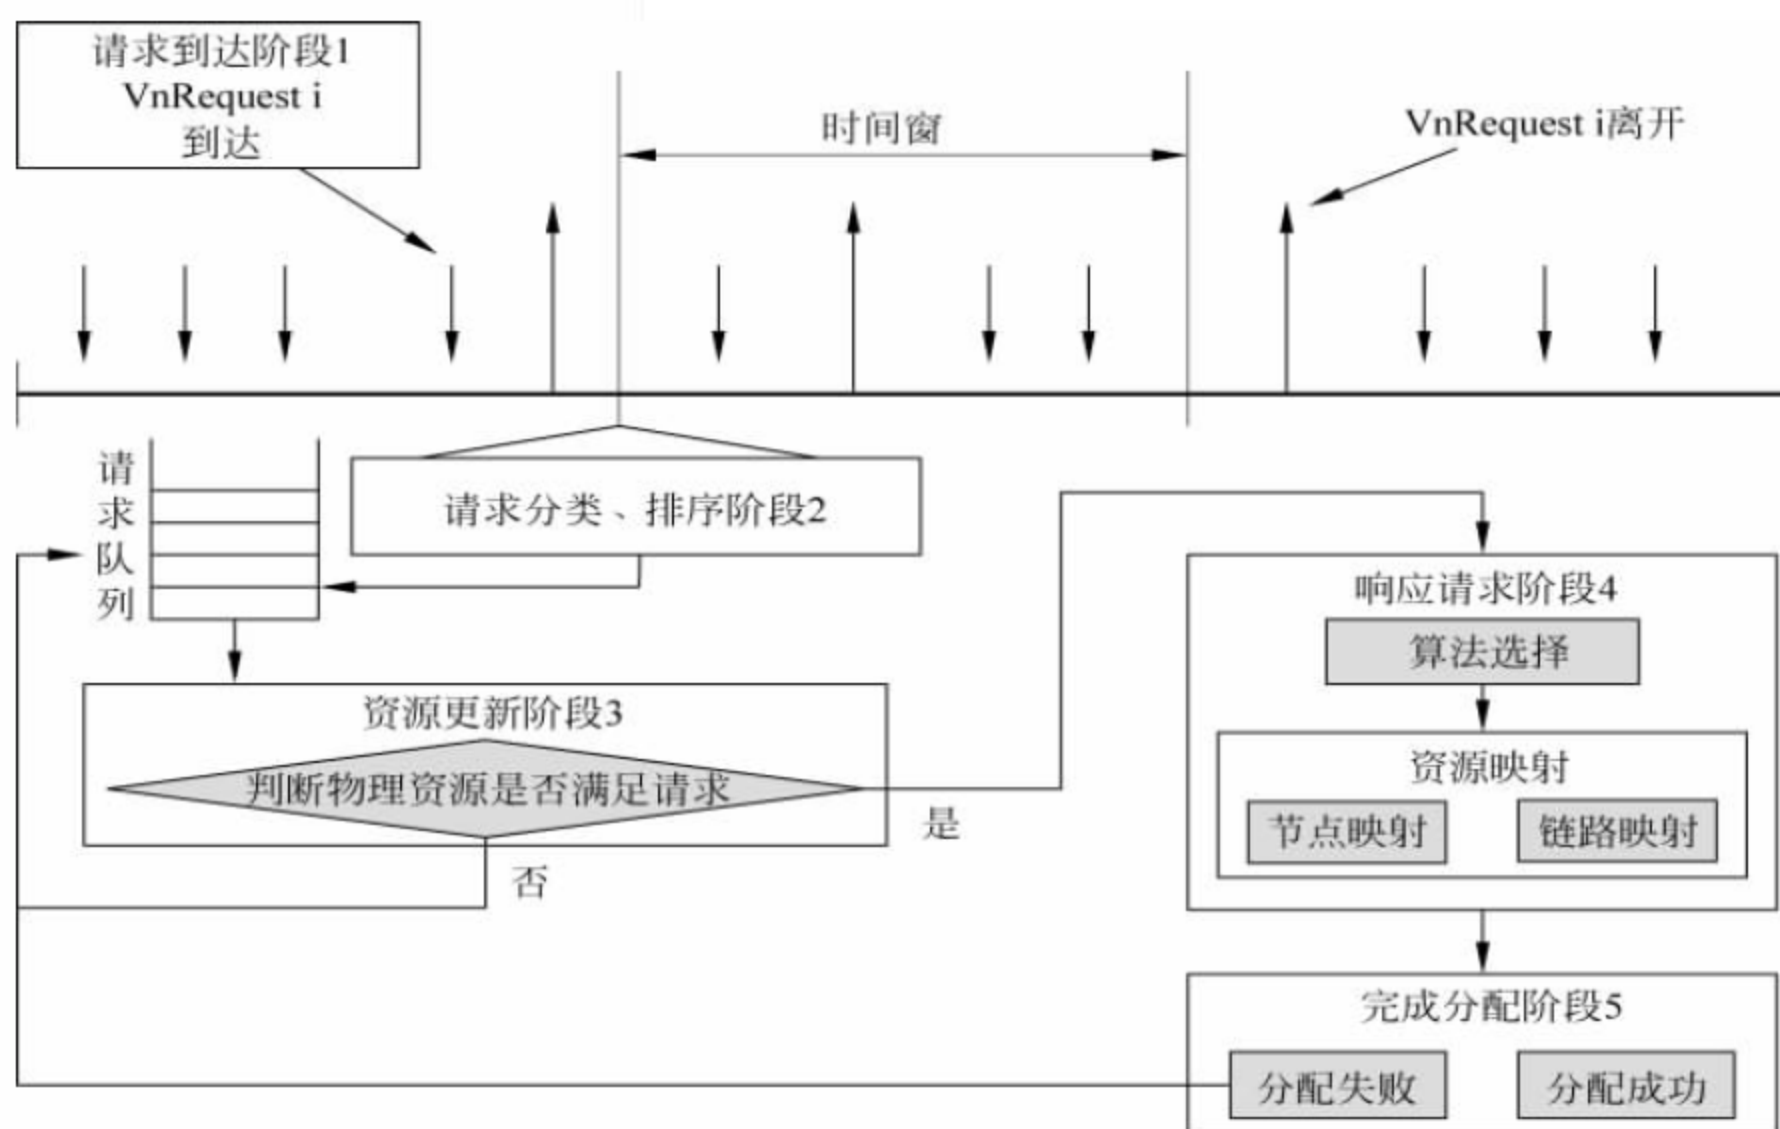 请求到达阶段1
VnRequest i
到达
时间窗
VnRequest i离开
请求队列
请求分类、排序阶段2
资源更新阶段3
判断物理资源是否满足请求
是
否
响应请求阶段4
算法选择
资源映射
节点映射
链路映射
完成分配阶段5
分配失败
分配成功